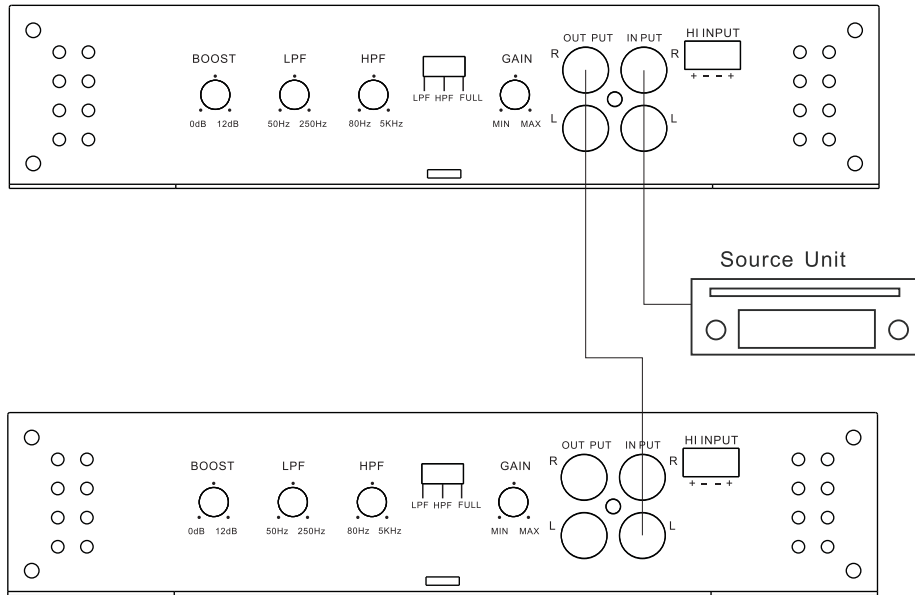 OUT PUT IN PUT HI INPUT
R R
BOOST LPF HPF GAIN
+ - - +
LPF HPF FULL
0dB 12dB 50Hz 250Hz 80Hz 5KHz MIN MAX L L
Source Unit
OUT PUT IN PUT HI INPUT
R R
BOOST LPF HPF GAIN
+ - - +
LPF HPF FULL
0dB 12dB 50Hz 250Hz 80Hz 5KHz MIN MAX L L